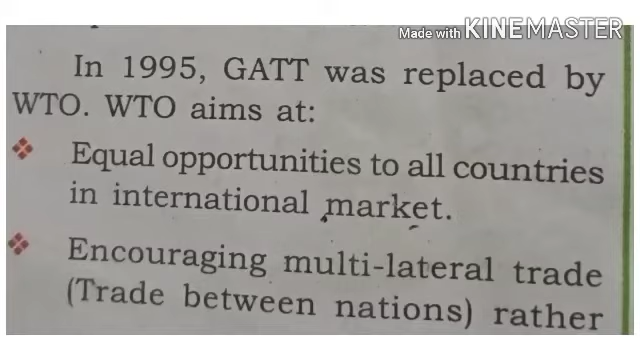 Made with KINEMASTER
In 1995, GATT was replaced by
WTO. WTO aims at:
Equal opportunities to all countries
in international market.
Encouraging multi-lateral trade
(Trade between nations) rather